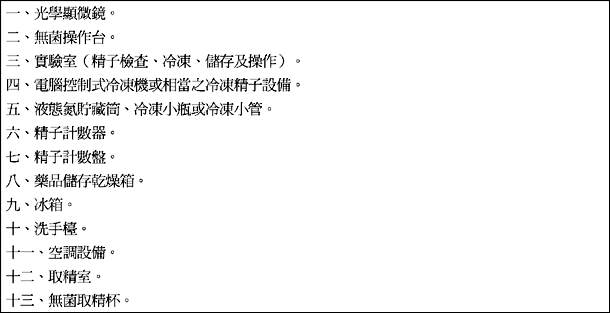 一、光學顯微鏡。
二、無菌操作台。
三、實驗室（精子檢查、冷凍、儲存及操作）。
四、電腦控制式冷凍機或相當之冷凍精子設備。
五、液態氮貯藏筒、冷凍小瓶或冷凍小管。
六、精子計數器。
七、精子計數盤。
八、藥品儲存乾燥箱。
九、冰箱。
十、洗手檯。
十一、空調設備。
十二、取精室。
十三、無菌取精杯。